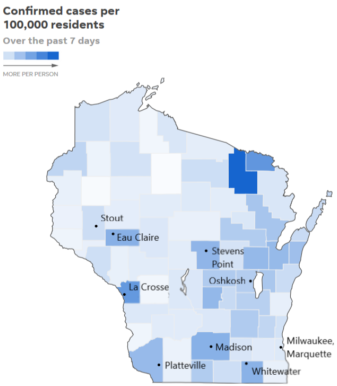 Confirmed cases per
100,000 residents
Over the past 7 days
MORE PER PERSON
Stout
Eau Claire
Stevens
Point
Oshkosh
La Crosse
Milwaukee,
Marquette
Madison
Platteville
Whitewater